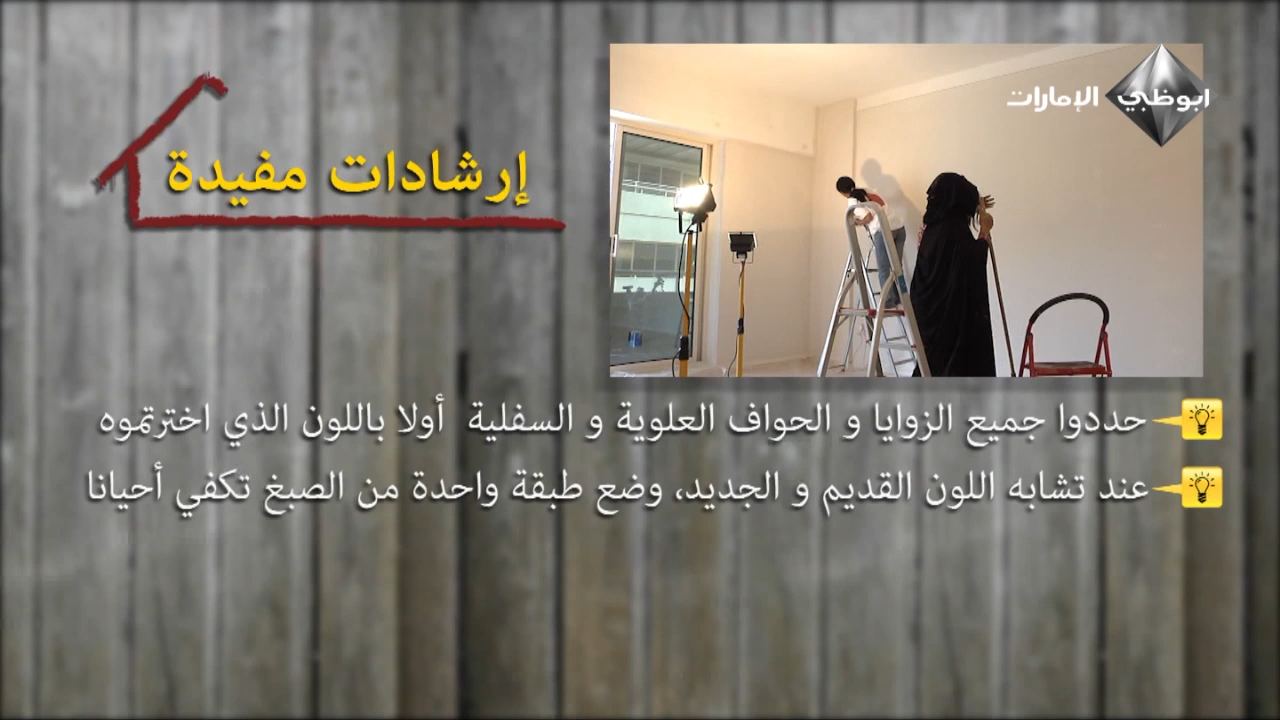 ابوظبي الإمارات
إرشادات مفيدة
حددوا جميع الزوايا و الحواف العلوية و السفلية أولا باللون الذي اخترتموه
عند تشابه اللون القديم و الجديد، وضع طبقة واحدة من الصبغ تكفي أحيانا